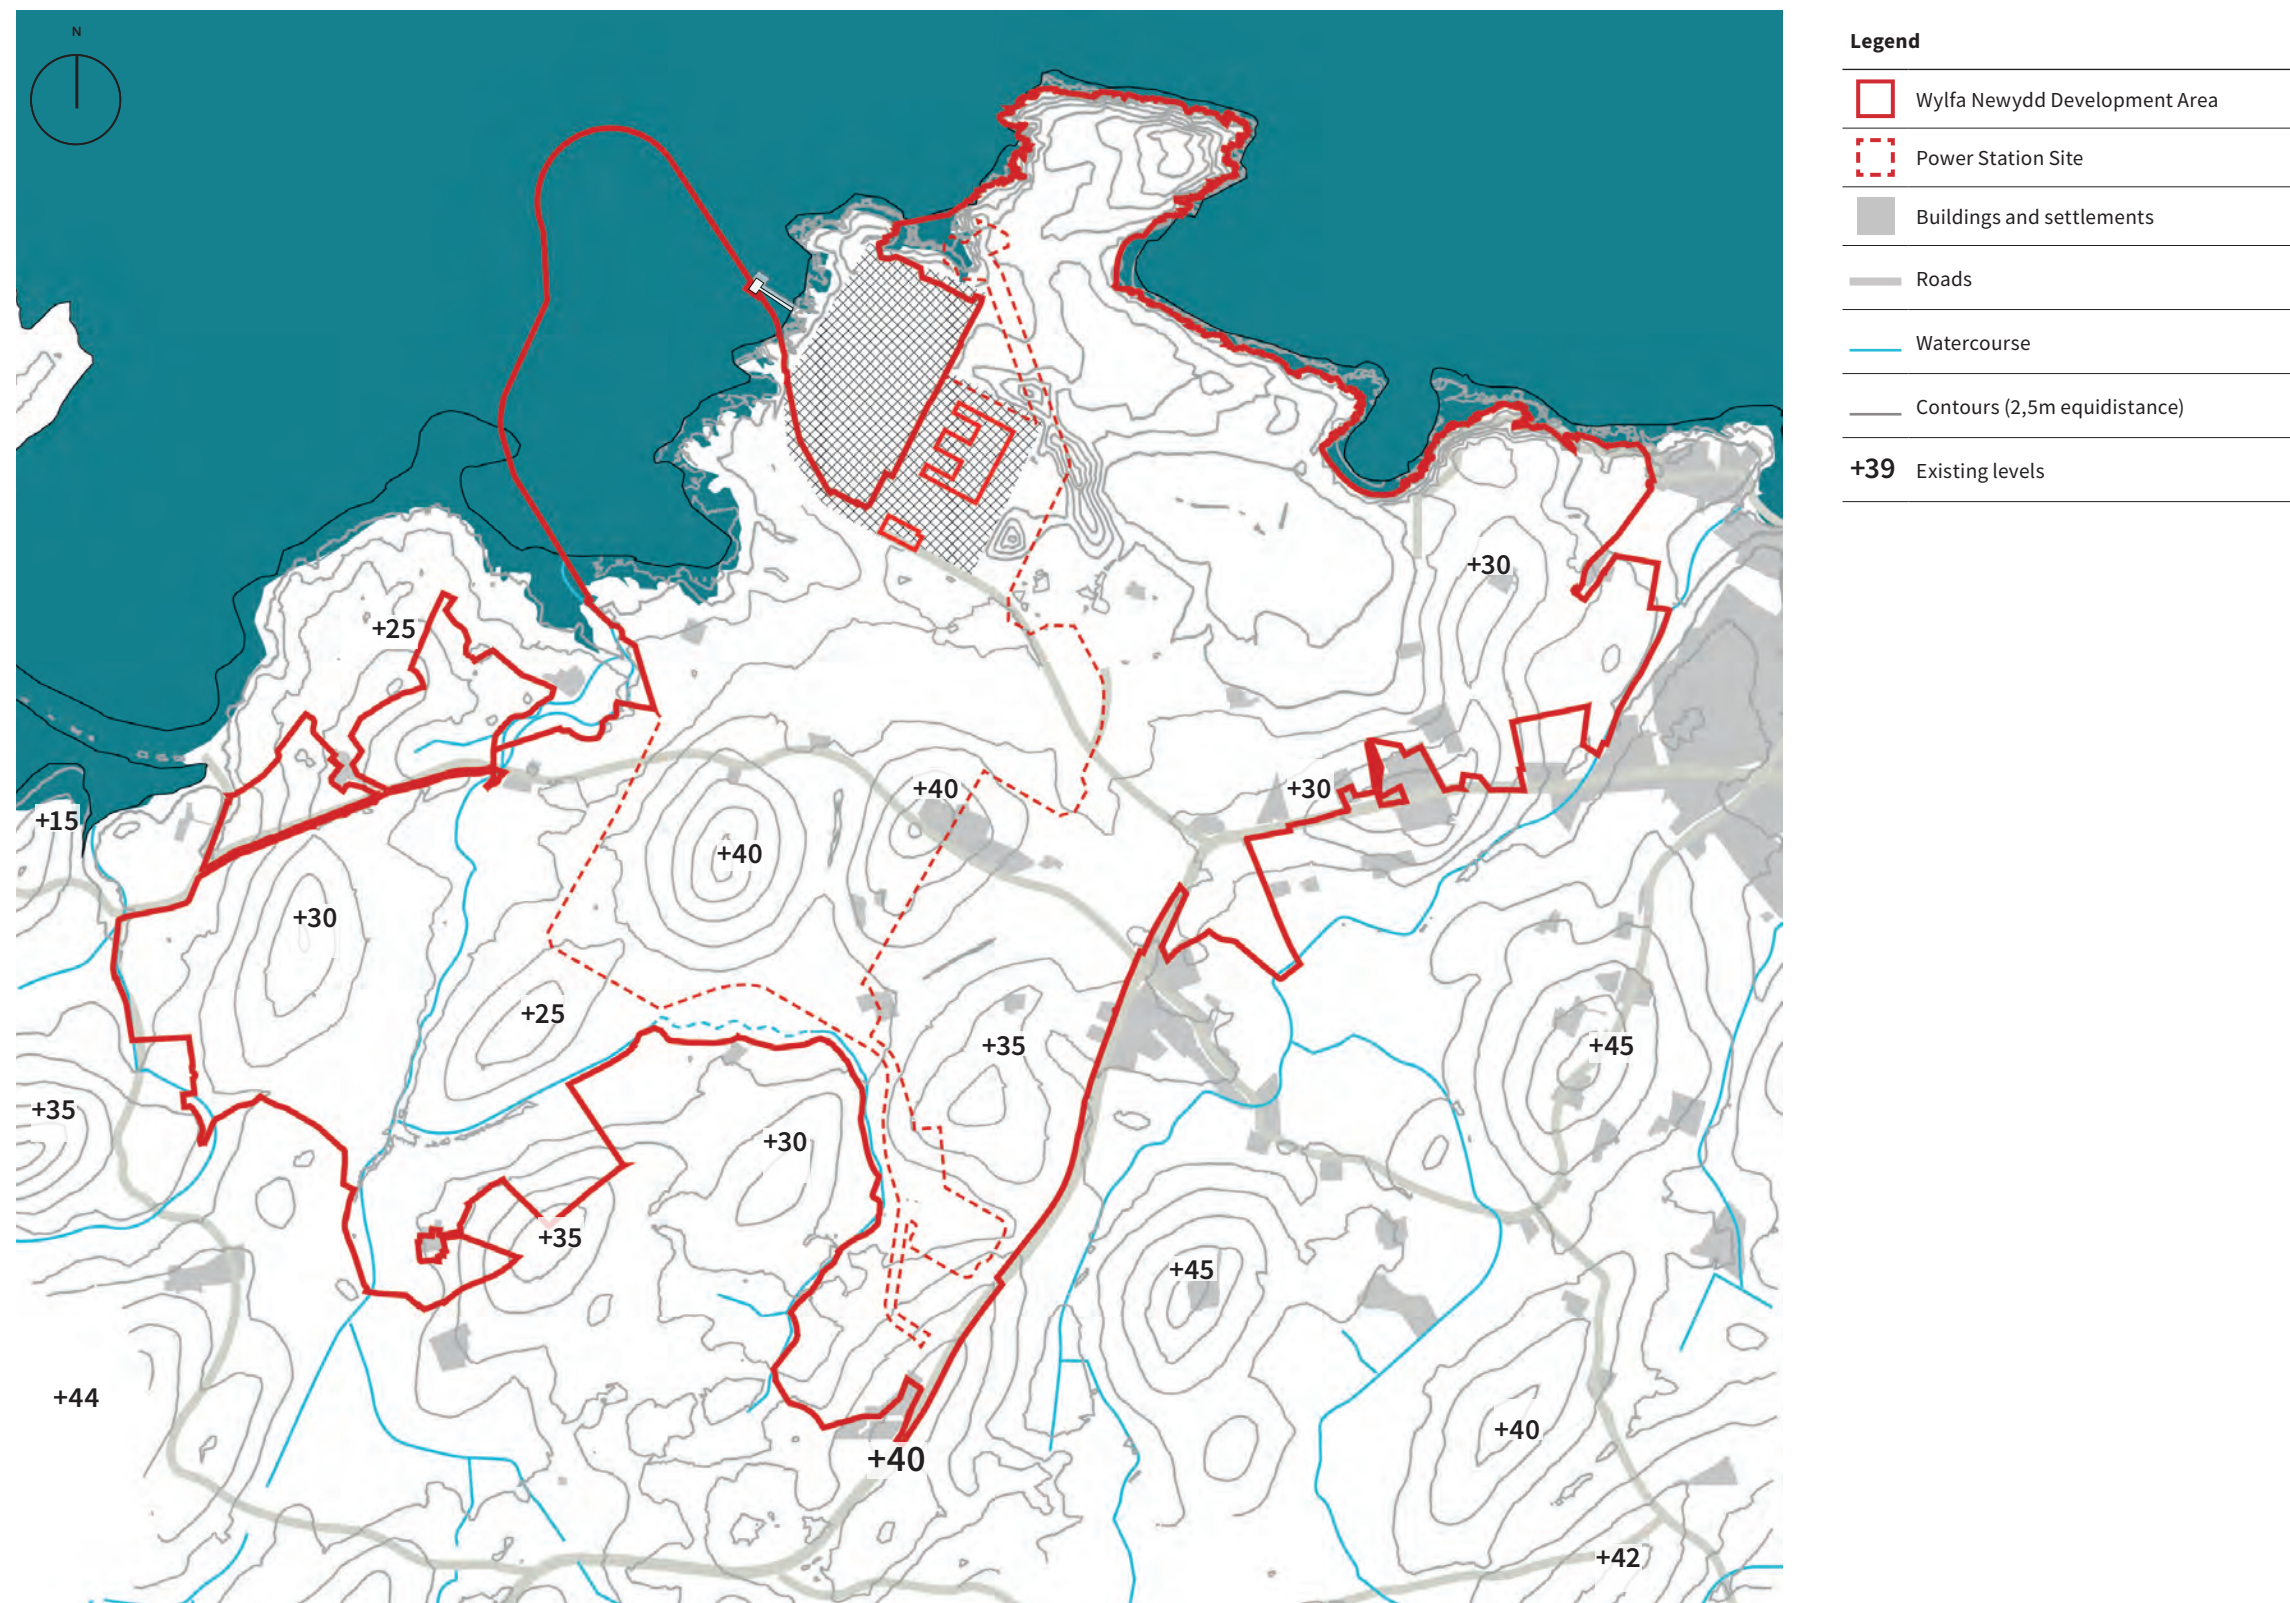 N
+30
+25
+30
+40
+15
+40
+30
+25
+35
+45
+35
+30
+35
+45
+44
+40
+40
+42
Legend
Wylfa Newydd Development Area
Power Station Site
Buildings and settlements
Roads
Watercourse
Contours (2,5m equidistance)
+39 Existing levels